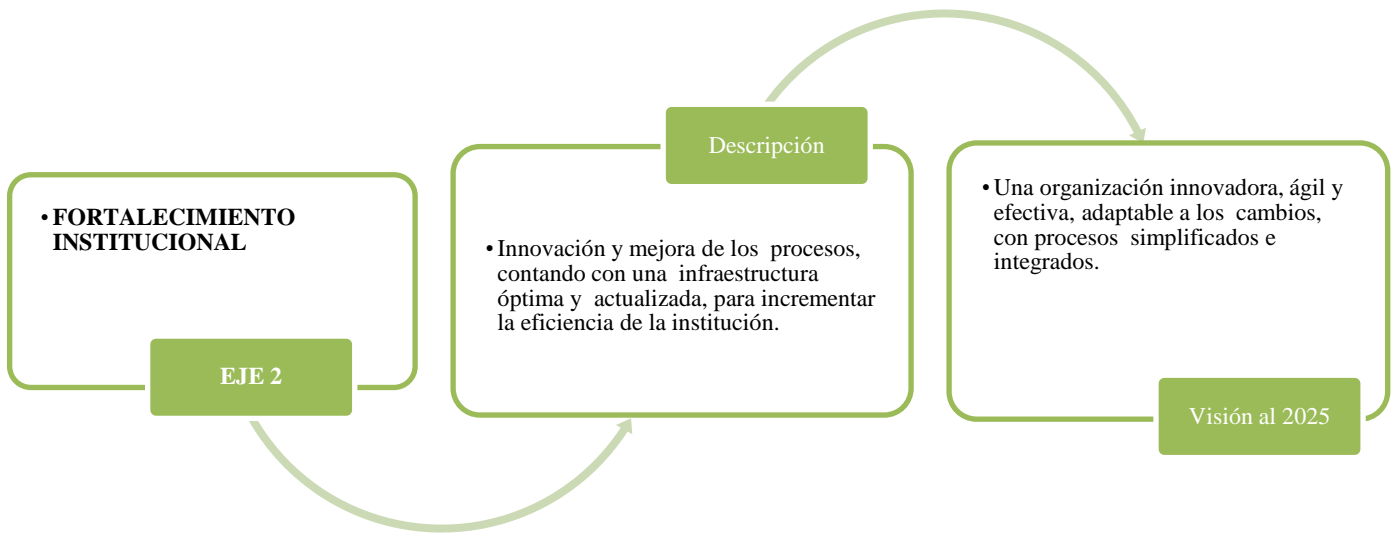 • FORTALECIMIENTO
INSTITUCIONAL
EJE 2
Descripción
• Innovación y mejora de los procesos,
contando con una infraestructura
óptima y actualizada, para incrementar
la eficiencia de la institución.
• Una organización innovadora, ágil y
efectiva, adaptable a los cambios,
con procesos simplificados e
integrados.
Visión al 2025